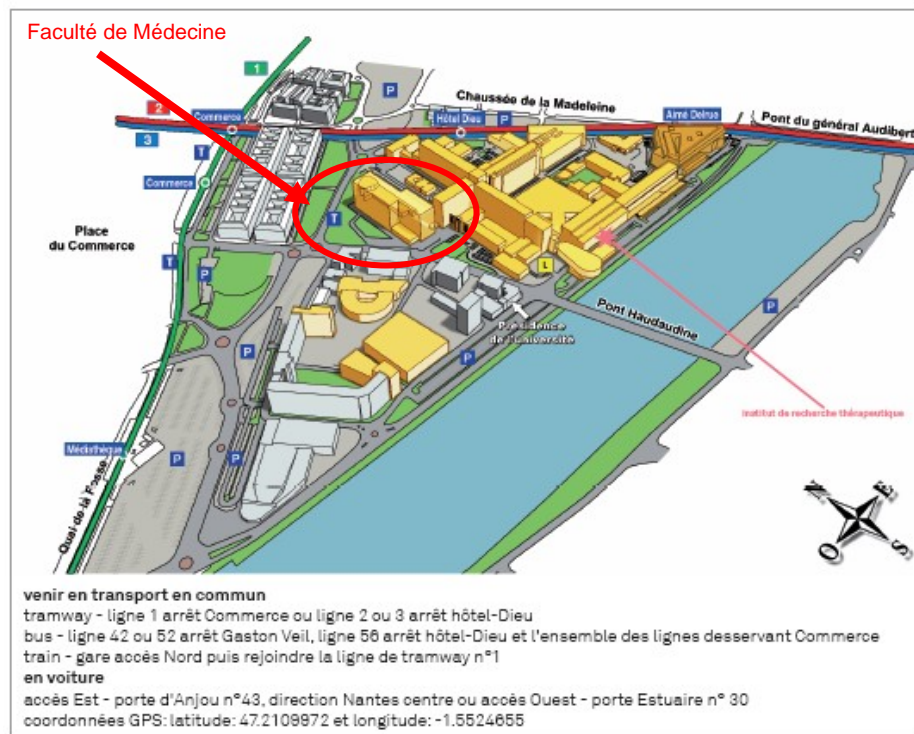 Faculté de Médecine
1
P
Chaussée de la Madeleine
2
Commerce
Hôtel Dieu
P
Aimé Delrue
Pont du général Audibert
3
T
Commerce
T
Place
du Commerce
T
P
L
Pont Haudaudine
P
Présidence
de l'université
P
P
Institut de recherche thérapeutique
Médiathèque
P
P
Quai de la Fosse
N
E
O
S
venir en transport en commun
tramway - ligne 1 arrêt Commerce ou ligne 2 ou 3 arrêt hôtel-Dieu
bus - ligne 42 ou 52 arrêt Gaston Veil, ligne 56 arrêt hôtel-Dieu et l'ensemble des lignes desservant Commerce
train - gare accès Nord puis rejoindre la ligne de tramway n°1
en voiture
accès Est - porte d'Anjou n°43, direction Nantes centre ou accès Ouest - porte Estuaire n° 30
coordonnées GPS: latitude: 47.2109972 et longitude: -1.5524655